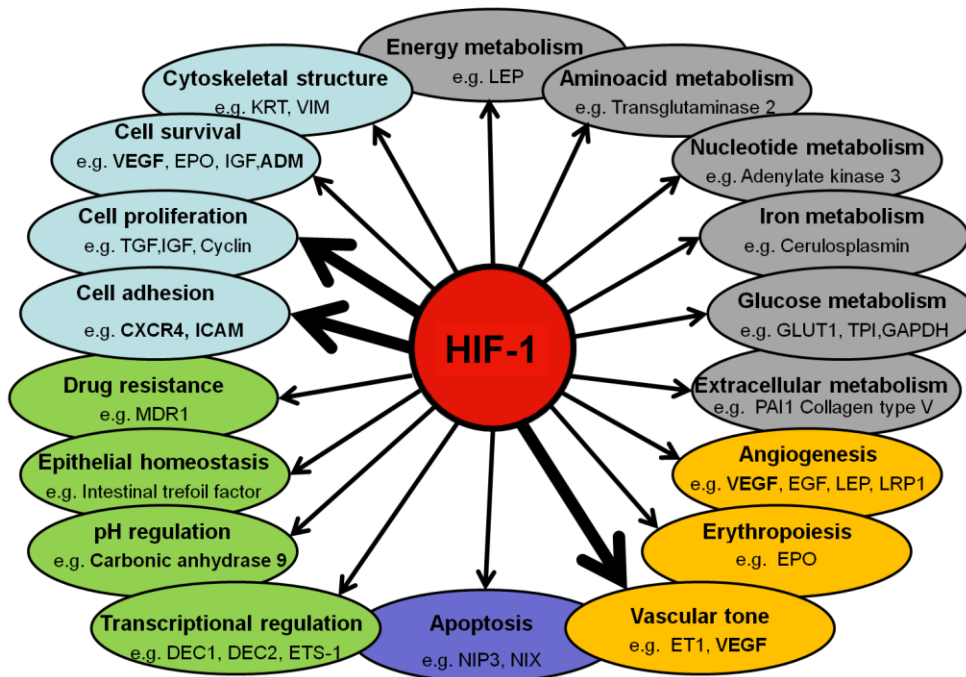 Energy metabolism
e.g. LEP
Aminoacid metabolism
e.g. Transglutaminase 2
Nucleotide metabolism
e.g. Adenylate kinase 3
Iron metabolism
e.g. Cerulosplasmin
Glucose metabolism
e.g. GLUT1, TPI,GAPDH
Extracellular metabolism
e.g. PAI1 Collagen type V
Angiogenesis
e.g. VEGF, EGF, LEP, LRP1
Erythropoiesis
e.g. EPO
Vascular tone
e.g. ET1, VEGF
Apoptosis
e.g. NIP3, NIX
Transcriptional regulation
e.g. DEC1, DEC2, ETS-1
pH regulation
e.g. Carbonic anhydrase 9
Epithelial homeostasis
e.g. Intestinal trefoil factor
Drug resistance
e.g. MDR1
Cell adhesion
e.g. CXCR4, ICAM
Cell proliferation
e.g. TGF,IGF, Cyclin
Cell survival
e.g. VEGF, EPO, IGF,ADM
Cytoskeletal structure
e.g. KRT, VIM
HIF-1